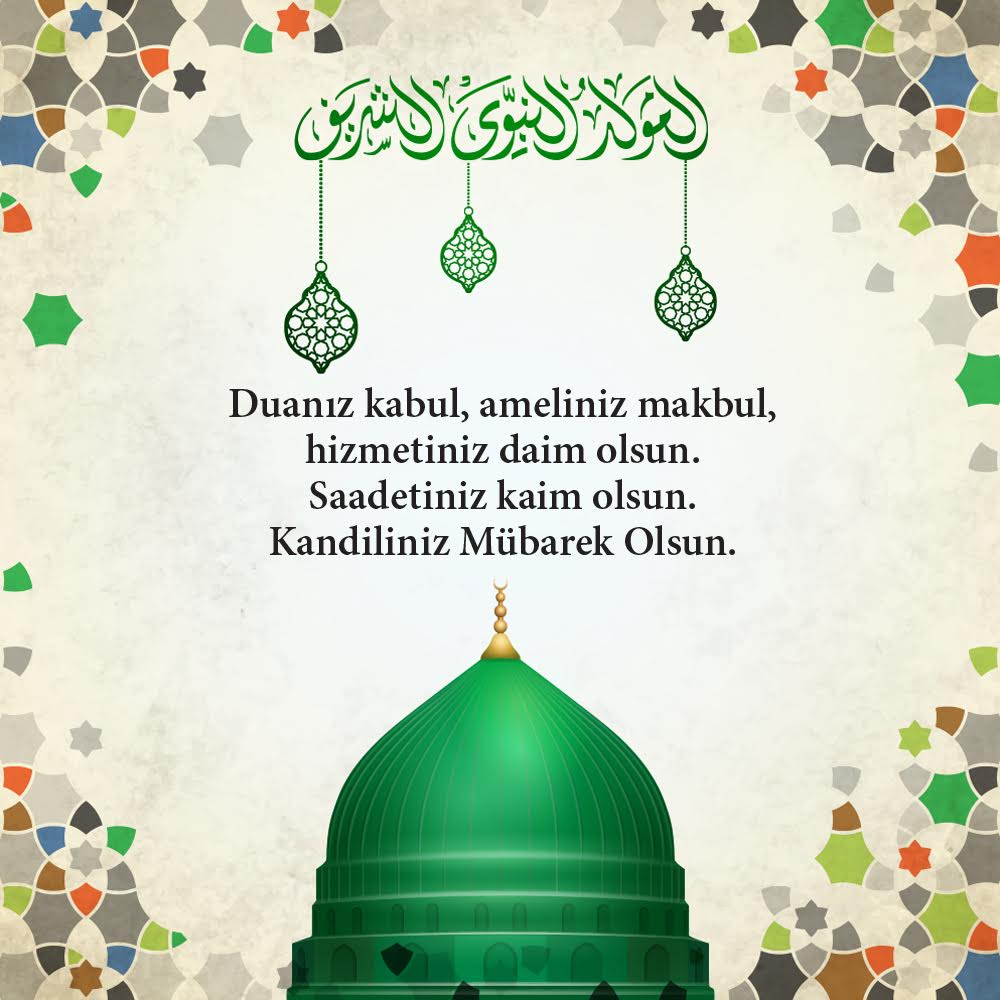 المولد النبوي الشريف
Duanız kabul, ameliniz makbul,
hizmetiniz daim olsun.
Saadetiniz kaim olsun.
Kandiliniz Mübarek Olsun.